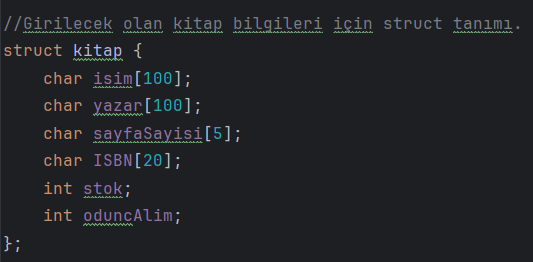 //Girilecek olan kitap bilgileri için struct tanımı.
struct kitap {
    char isim[100];
    char yazar[100];
    char sayfaSayisi[5];
    char ISBN[20];
    int stok;
    int oduncAlim;
};